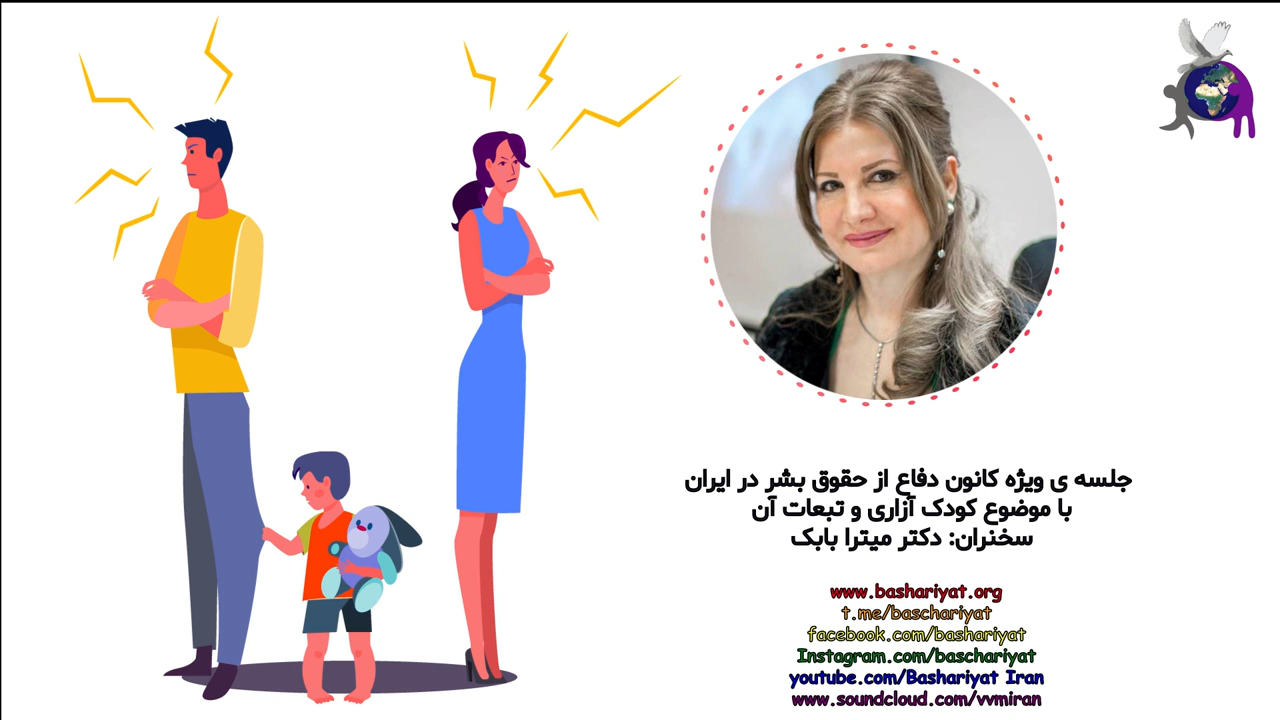 جلسه ی ویژه کانون دفاع از حقوق بشر در ایران
با موضوع کودک آزاری و تبعات آن
سخنران: دکتر میترا بابک
www.bashariyat.org
t.me/baschariyat
facebook.com/bashariyat
Instagram.com/baschariyat
youtube.com/Bashariyat Iran
www.soundcloud.com/vvmiran